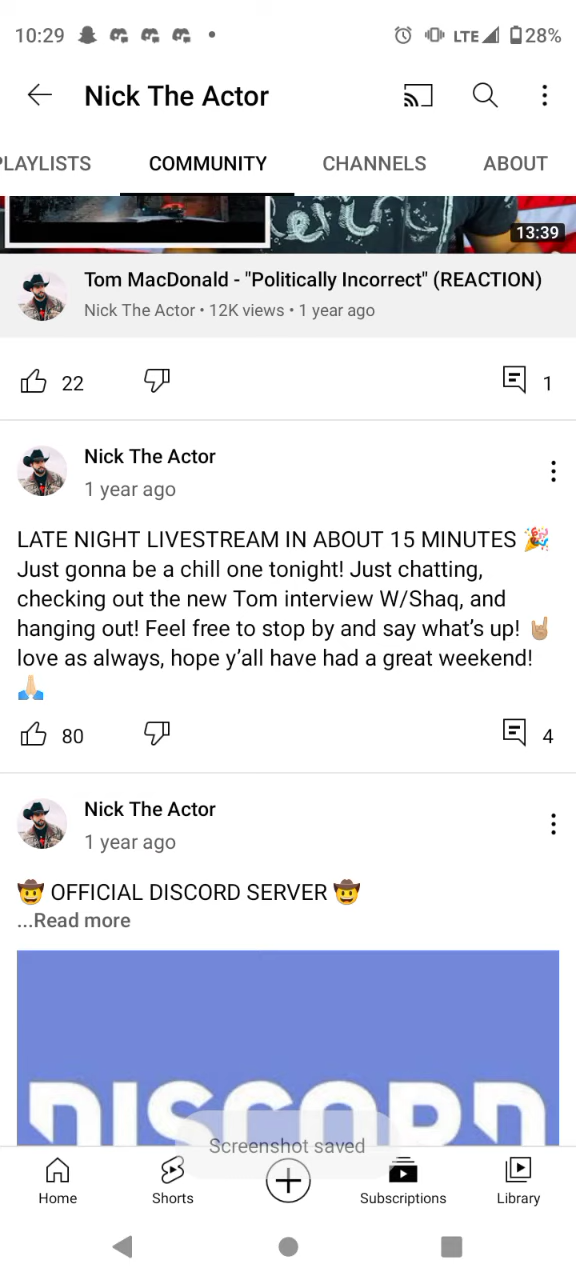 10:29 LTE 28%
Nick The Actor
PLAYLISTS COMMUNITY CHANNELS ABOUT
13:39
Tom MacDonald - "Politically Incorrect" (REACTION)
Nick The Actor • 12K views • 1 year ago
22 1
Nick The Actor
1 year ago
LATE NIGHT LIVESTREAM IN ABOUT 15 MINUTES 🎉
Just gonna be a chill one tonight! Just chatting,
checking out the new Tom interview W/Shaq, and
hanging out! Feel free to stop by and say what’s up! 🤘🏼
love as always, hope y’all have had a great weekend!
🙏🏼
80 4
Nick The Actor
1 year ago
🤠 OFFICIAL DISCORD SERVER 🤠
...Read more
DISCORD
Screenshot saved
Home Shorts Subscriptions Library